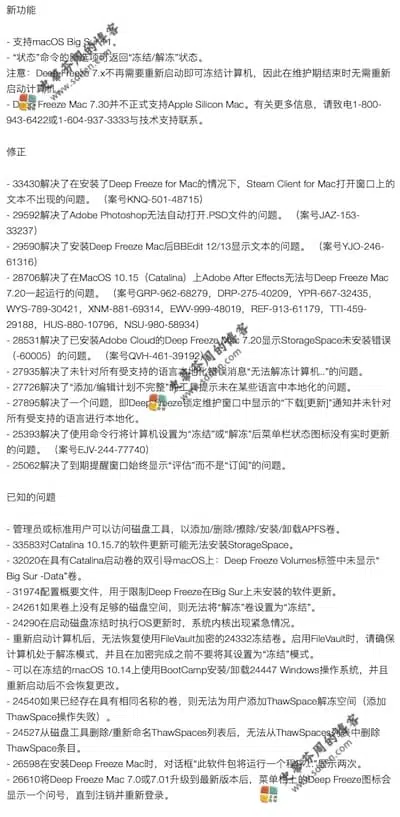 新功能
- 支持macOS Big S 1。
- “状态”命令的 选项可返回“冻结/解冻”状态。
注意：Deep Freeze 7.x不再需要重新启动即可冻结计算机，因此在维护期结束时无需重新
启动计算机。
- D Freeze Mac 7.30并不正式支持Apple Silicon Mac。有关更多信息，请致电1-800-
943-6422或1-604-937-3333与技术支持联系。
修正
- 33430解决了在安装了Deep Freeze for Mac的情况下，Steam Client for Mac打开窗口上的
文本不出现的问题。 （案号KNQ-501-48715）
- 29592解决了Adobe Photoshop无法自动打开.PSD文件的问题。 （案号JAZ-153-
33237）
- 29590解决了安装Deep Freeze Mac后BBEdit 12/13显示文本的问题。 （案号YJO-246-
61316）
- 28706解决了在MacOS 10.15（Catalina）上Adobe After Effects无法与Deep Freeze Mac
7.20一起运行的问题。 （案号GRP-962-68279，DRP-275-40209，YPR-667-32435，
WYS-789-30421，XNM-881-69314，EWV-999-48019，REF-913-61179，TTI-459-
29188，HUS-880-10796，NSU-980-58934）
- 28531解决了已安装Adobe Cloud的Deep Freeze Mac 7.20显示StorageSpace未安装错误
（-60005）的问题。 （案号QVH-461-39192）
- 27935解决了未针对所有受支持的语言本地化错误消息“无法解冻计算机..”的问题。
- 27726解决了“添加/编辑计划不完整”的工具提示未在某些语言中本地化的问题。
- 27895解决了一个问题，即Deep Freeze锁定维护窗口中显示的“下载[更新]”通知并未针对
所有受支持的语言进行本地化。
- 25393解决了使用命令行将计算机设置为“冻结”或“解冻”后菜单栏状态图标没有实时更新
的问题。 （案号EJV-244-77740）
- 25062解决了到期提醒窗口始终显示“评估”而不是“订阅”的问题。
已知的问题
- 管理员或标准用户可以访问磁盘工具，以添加/删除/擦除/安装/卸载APFS卷。
- 33583对Catalina 10.15.7的软件更新可能无法安装StorageSpace。
- 32020在具有Catalina启动卷的双引导macOS上：Deep Freeze Volumes标签中未显示“
Big Sur -Data”卷。
- 31974配置概要文件，用于限制Deep Freeze在Big Sur上未安装的软件更新。
- 24261如果卷上没有足够的磁盘空间，则无法将“解冻”卷设置为“冻结”。
- 24290在启动磁盘冻结时执行OS更新时，系统内核出现紧急情况。
- 重新启动计算机后，无法恢复使用FileVault加密的24332冻结卷。启用FileVault时，请确保
计算机处于解冻模式，并且在加密完成之前不要将其设置为“冻结”模式。
- 可以在冻结的macOS 10.14上使用BootCamp安装/卸载24447 Windows操作系统，并且
重新启动后不会恢复更改。
- 24540如果已经存在具有相同名称的卷，则无法为用户添加ThawSpace解冻空间（添加
ThawSpace操作失败）。
- 24527从磁盘工具删除/重新命名ThawSpaces列表后，无法从ThawSpaces列表中删除
ThawSpace条目。
- 26598在安装Deep Freeze Mac时，对话框“此软件包将运行一个程序..”显示两次。
- 26610将Deep Freeze Mac 7.0或7.01升级到最新版本后，菜单栏上的Deep Freeze图标会
显示一个问号，直到注销并重新登录。